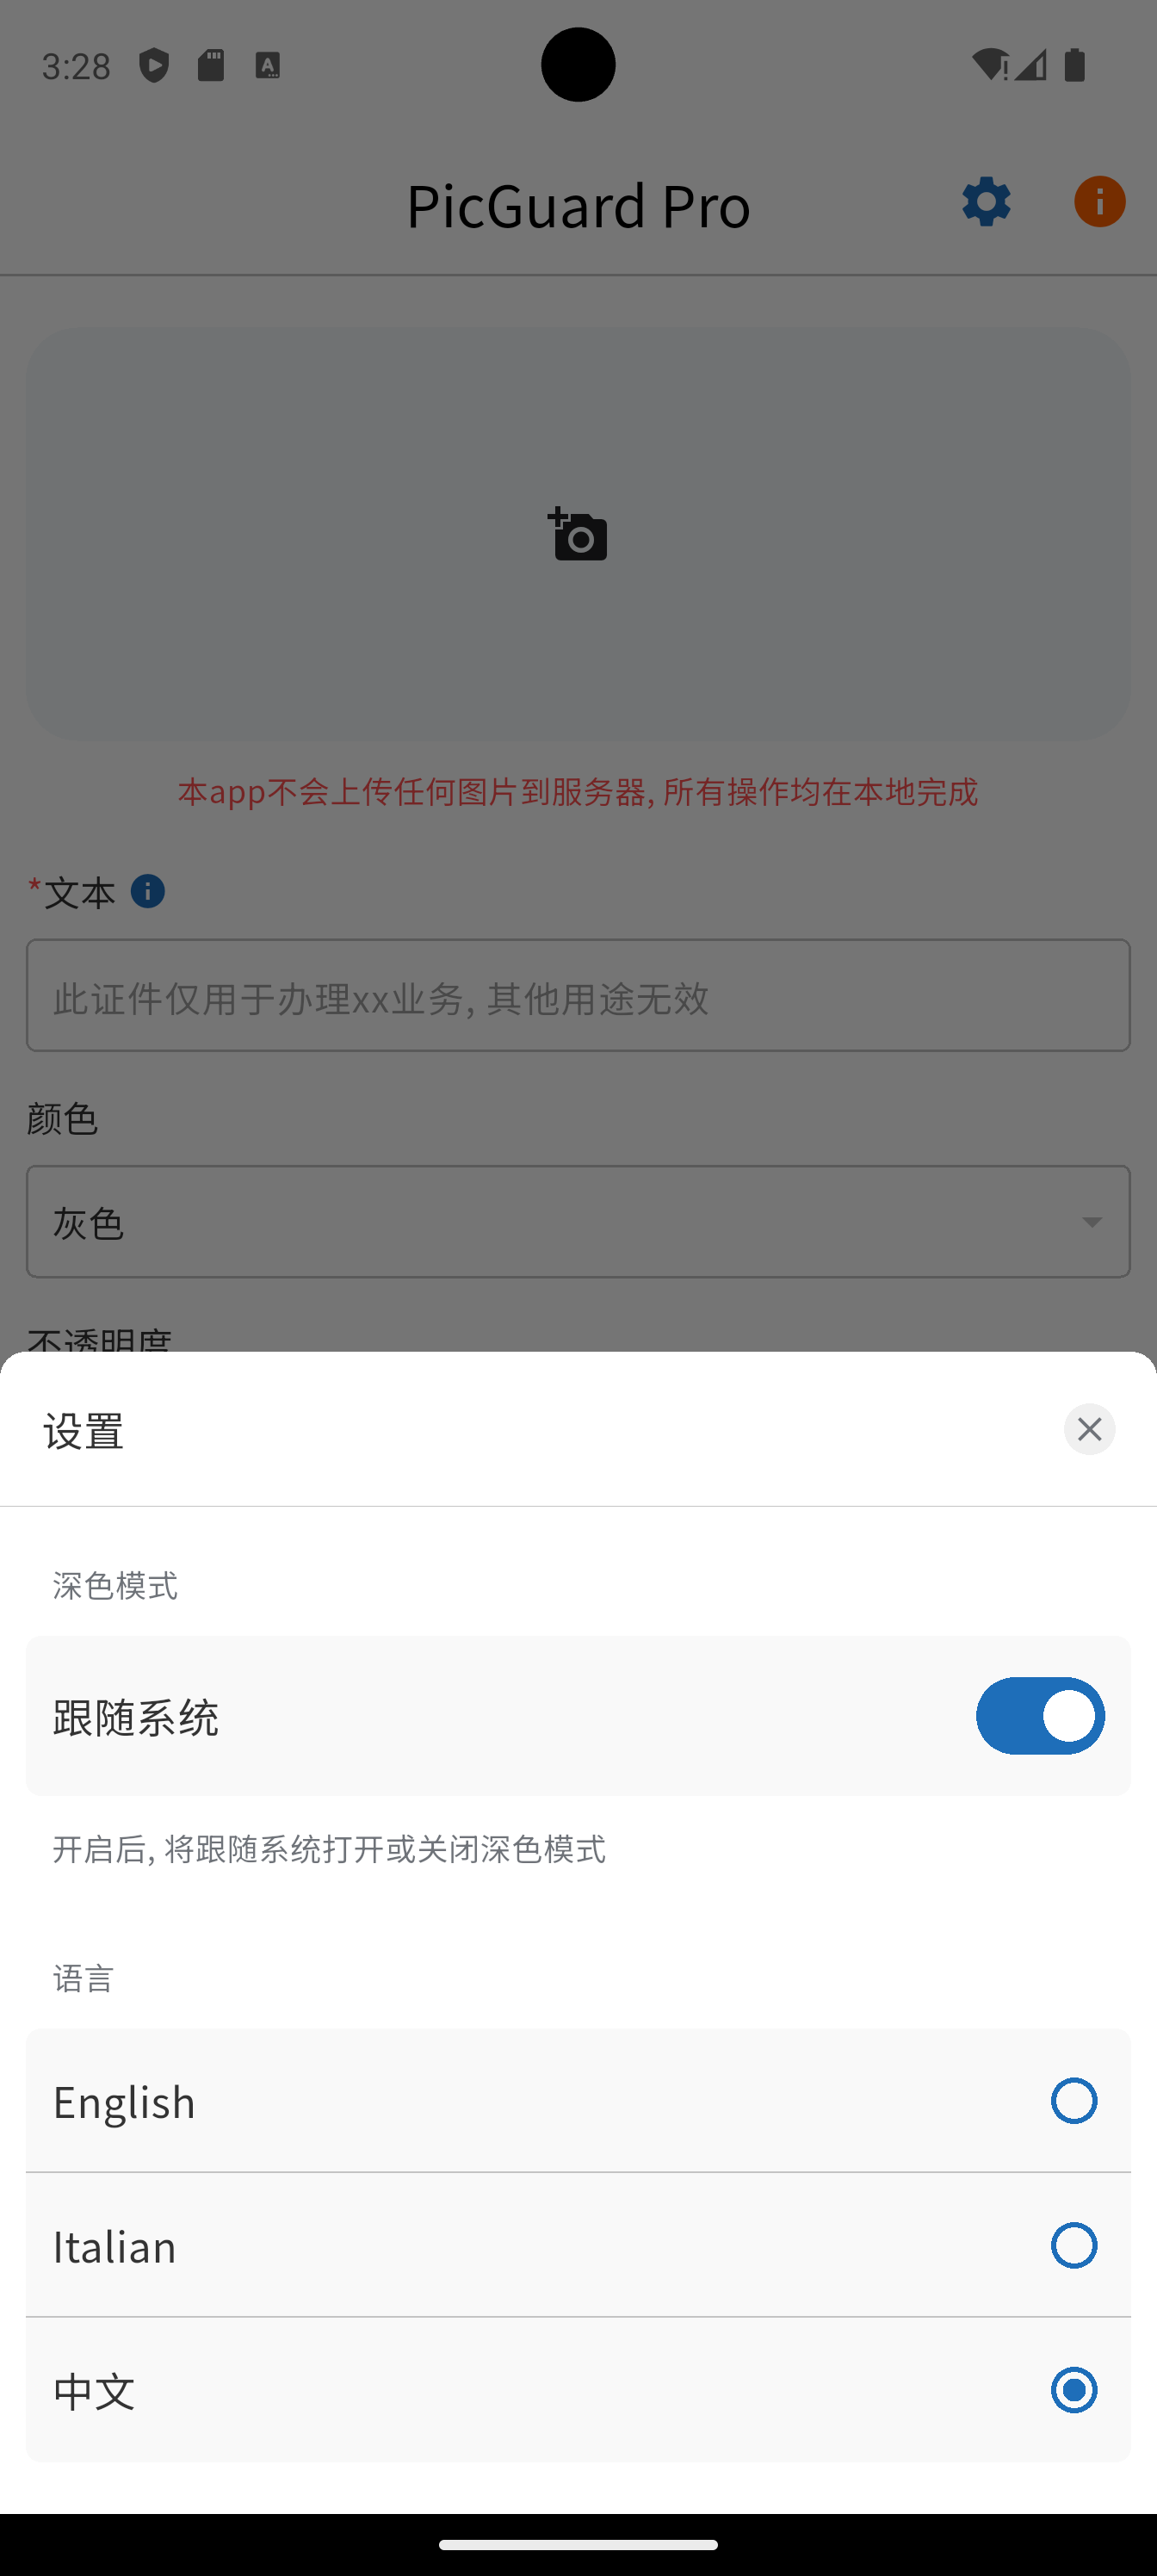 3:28
PicGuard Pro
本app不会上传任何图片到服务器, 所有操作均在本地完成
*文本
此证件仅用于办理xx业务, 其他用途无效
颜色
灰色
不透明度
设置
深色模式
跟随系统
开启后, 将跟随系统打开或关闭深色模式
语言
English
Italian
中文